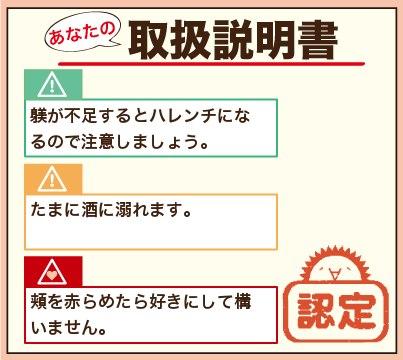 あなたの
取扱説明書
躾が不足するとハレンチにな
るので注意しましょう。
たまに酒に溺れます。
頬を赤らめたら好きにして構
いません。
認定